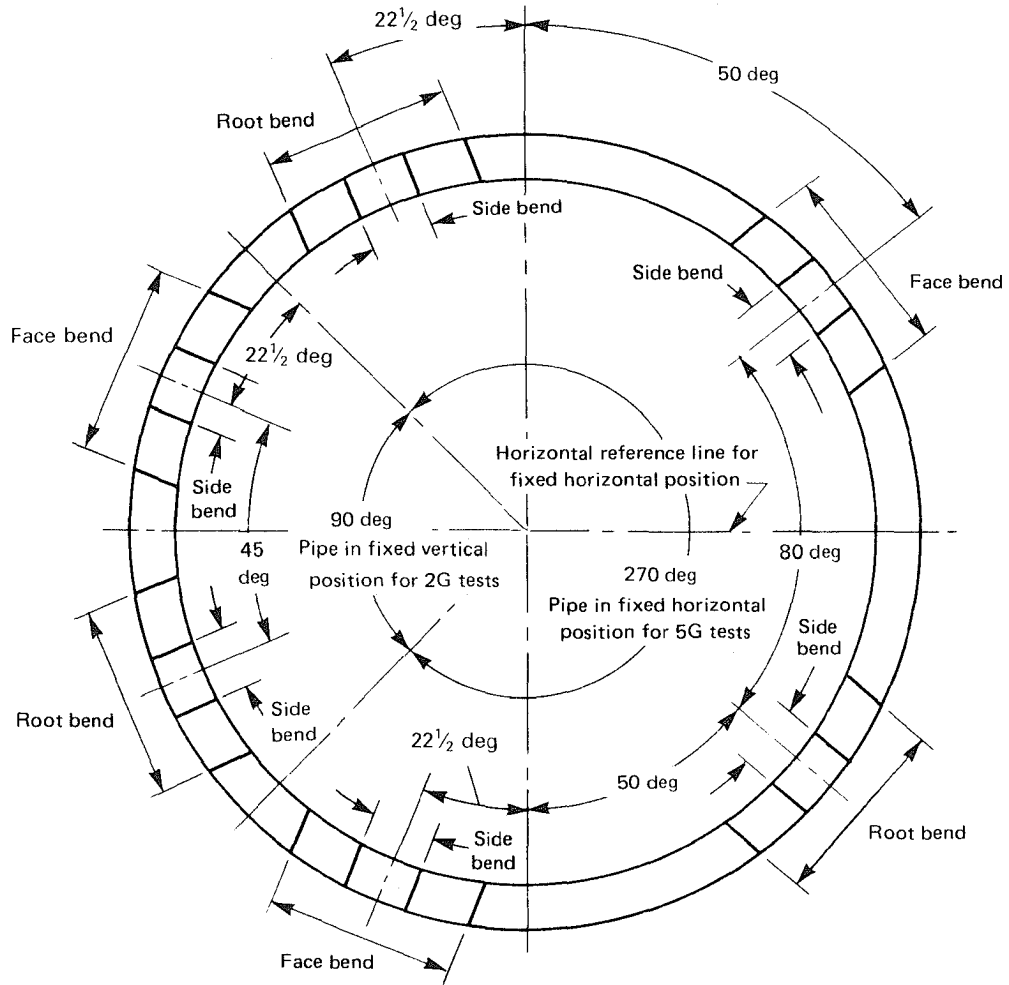 22½ deg
50 deg
Root bend
Side bend
Side bend
Face bend
Face bend
22½ deg
Side
bend
Horizontal reference line for
fixed horizontal position
90 deg
Pipe in fixed vertical
position for 2G tests
45
deg
80 deg
270 deg
Pipe in fixed horizontal
position for 5G tests
Side
bend
Root bend
Side
bend
22½ deg
50 deg
Side
bend
Root bend
Face bend